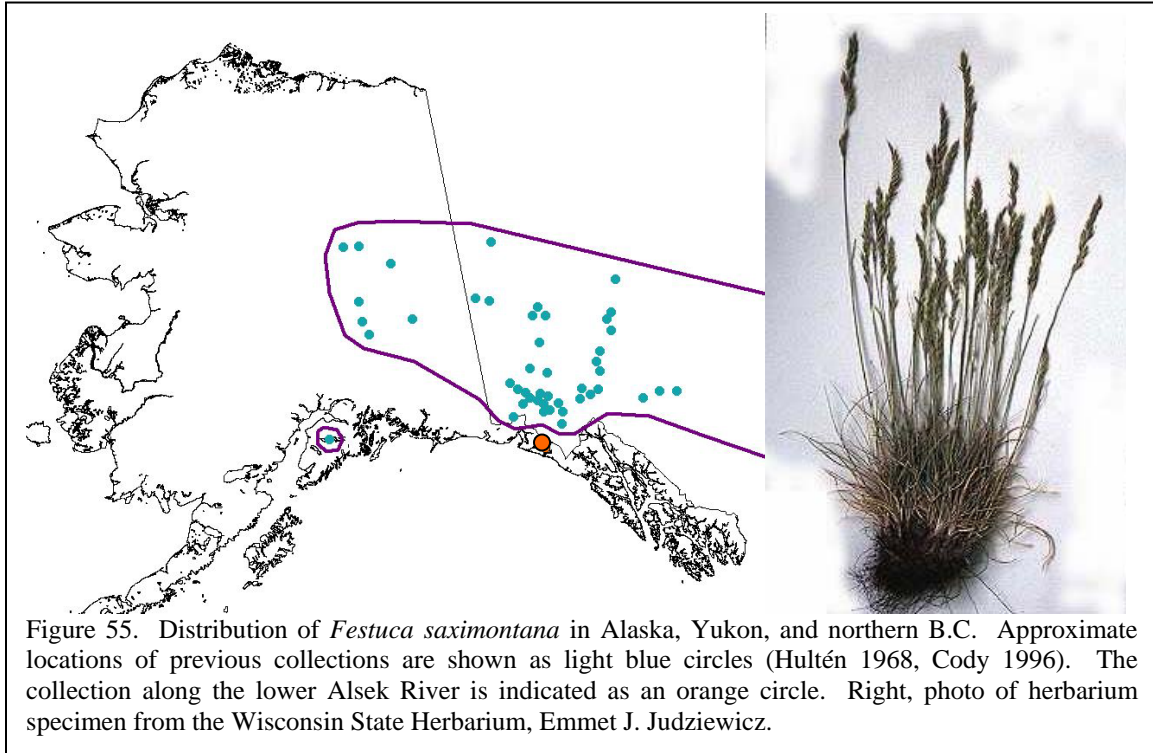 Figure 55.  Distribution of Festuca saximontana in Alaska, Yukon, and northern B.C.  Approximate
locations of previous collections are shown as light blue circles (Hultén 1968, Cody 1996).  The
collection along the lower Alsek River is indicated as an orange circle.  Right, photo of herbarium
specimen from the Wisconsin State Herbarium, Emmet J. Judziewicz.